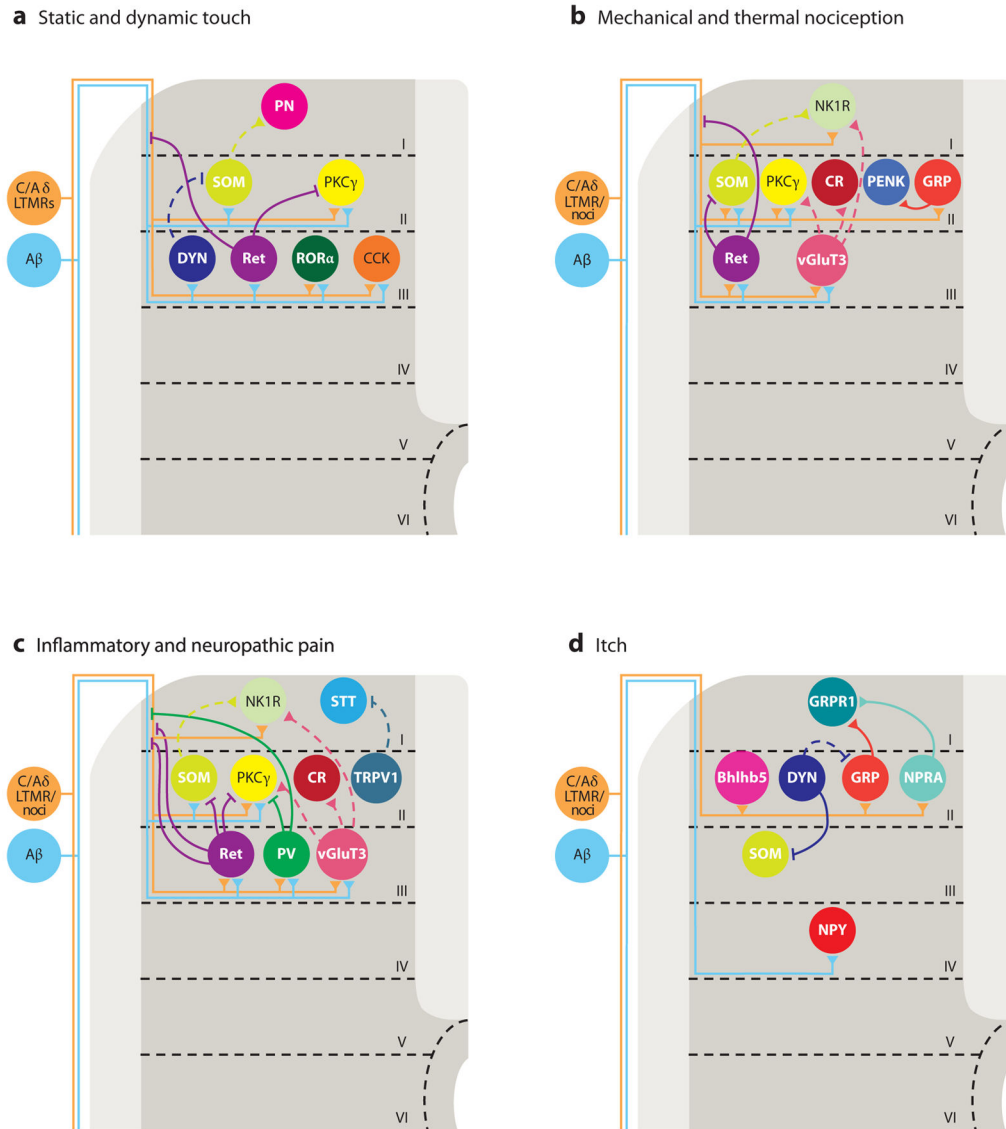 a Static and dynamic touch
PN
I
C/A δ
LTMRs
SOM
PKCγ
II
Aβ
DYN
Ret
RORα
CCK
III
IV
V
VI
b Mechanical and thermal nociception
NK1R
I
C/Aδ
LTMR/
noci
SOM
PKCγ
CR
PENK
GRP
II
Aβ
Ret
vGluT3
III
IV
V
VI
c Inflammatory and neuropathic pain
NK1R
STT
I
C/Aδ
LTMR/
noci
SOM
PKCγ
CR
TRPV1
II
Aβ
Ret
PV
vGluT3
III
IV
V
VI
d Itch
GRPR1
I
C/Aδ
LTMR/
noci
Bhlhb5
DYN
GRP
NPRA
II
Aβ
SOM
III
NPY
IV
V
VI